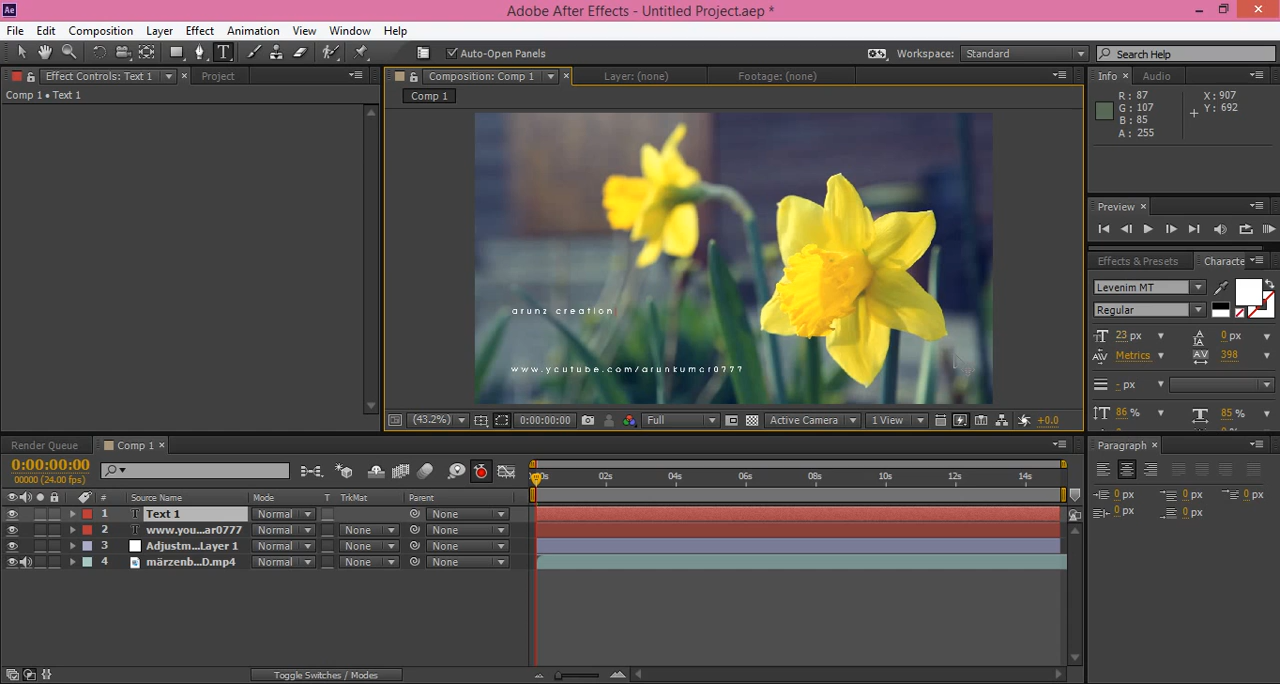 Ae
Adobe After Effects - Untitled Project.aep *
File Edit Composition Layer Effect Animation View Window Help
T Auto-Open Panels Workspace: Standard Search Help
Effect Controls: Text 1 Project
Comp 1 • Text 1
Composition: Comp 1 Layer: (none) Footage: (none)
Comp 1
arunz creation
www.youtube.com/arunkumar0777
(43.2%) 0:00:00:00 Full Active Camera 1 View +0.0
Info Audio
R: 87 X: 907
G: 107 Y: 692
B: 85
A: 255
Preview
Effects & Presets Characte
Levenim MT
Regular
23 px 0 px
Metrics 398
- px
86 % 85 %
Render Queue Comp 1
0:00:00:00
00000 (24.00 fps)
# Source Name Mode T TrkMat Parent
1 T Text 1 Normal None
2 T www.you...ar0777 Normal None None
3 Adjustm...Layer 1 Normal None None
4 märzenb...D.mp4 Normal None None
02s 04s 06s 08s 10s 12s 14s
Toggle Switches / Modes
Paragraph
0 px 0 px 0 px
0 px 0 px